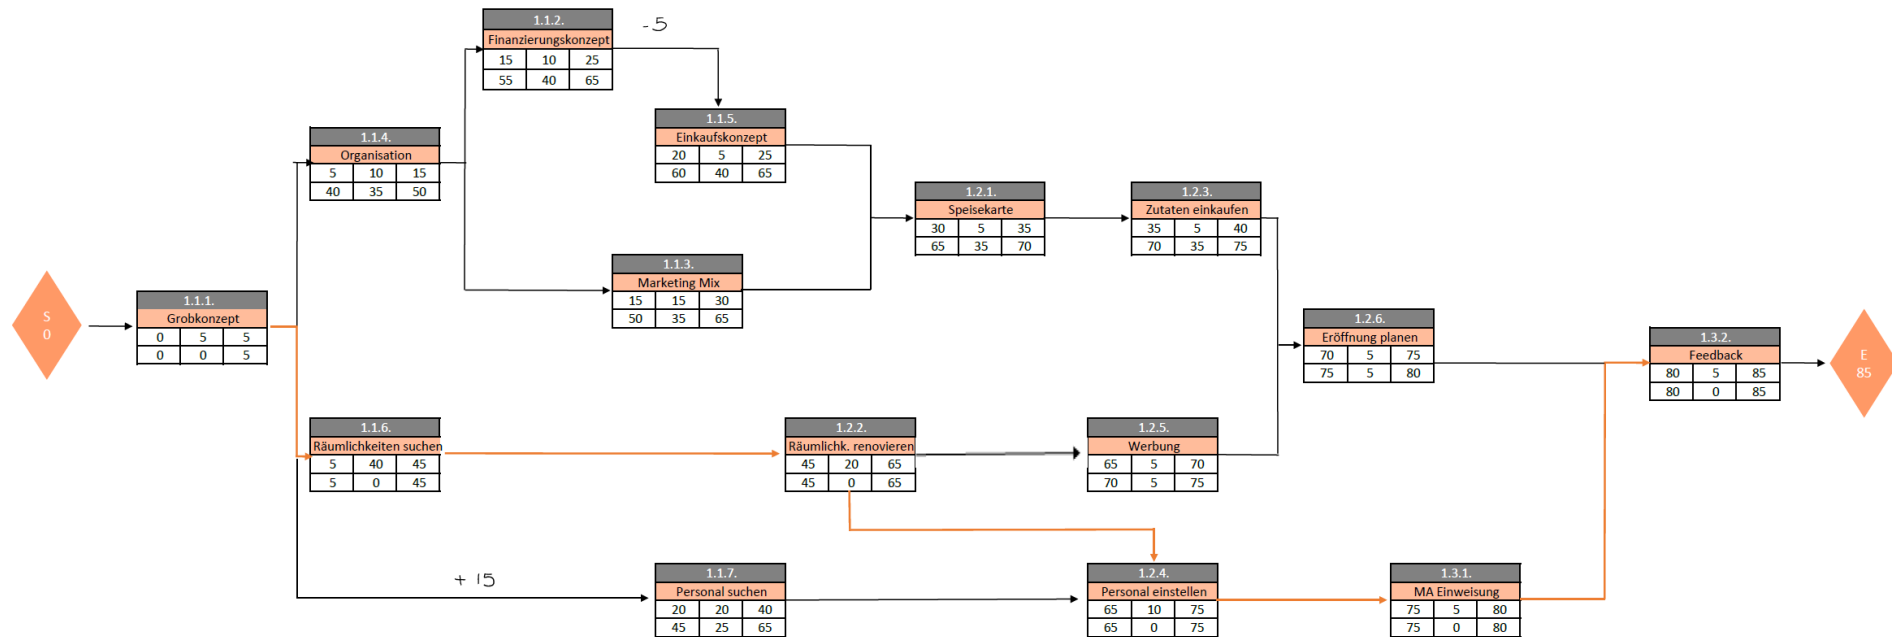 1.1.2.
Finanzierungskonzept
15 10 25
55 40 65
- 5
1.1.5.
Einkaufskonzept
20 5 25
60 40 65
1.1.4.
Organisation
5 10 15
40 35 50
1.2.1.
Speisekarte
30 5 35
65 35 70
1.2.3.
Zutaten einkaufen
35 5 40
70 35 75
1.1.3.
Marketing Mix
15 15 30
50 35 65
S
0
1.1.1.
Grobkonzept
0 5 5
0 0 5
1.2.6.
Eröffnung planen
70 5 75
75 5 80
1.3.2.
Feedback
80 5 85
80 0 85
E
85
1.1.6.
Räumlichkeiten suchen
5 40 45
5 0 45
1.2.2.
Räumlichk. renovieren
45 20 65
45 0 65
1.2.5.
Werbung
65 5 70
70 5 75
+ 15
1.1.7.
Personal suchen
20 20 40
45 25 65
1.2.4.
Personal einstellen
65 10 75
65 0 75
1.3.1.
MA Einweisung
75 5 80
75 0 80